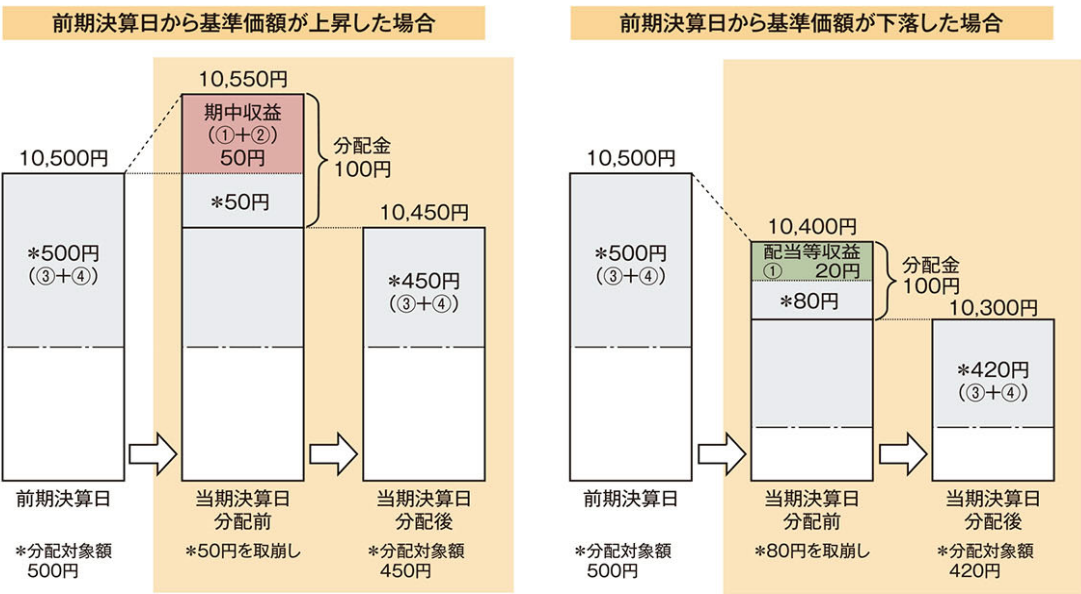 前期決算日から基準価額が上昇した場合
10,550円
期中収益
(①+②)
50円
分配金
100円
10,500円
*50円
10,450円
*500円
(③+④)
*450円
(③+④)
前期決算日
当期決算日
分配前
当期決算日
分配後
*分配対象額
500円
*50円を取崩し
*分配対象額
450円
前期決算日から基準価額が下落した場合
10,500円
10,400円
配当等収益
① 20円
分配金
100円
*500円
(③+④)
*80円
10,300円
*420円
(③+④)
前期決算日
当期決算日
分配前
当期決算日
分配後
*分配対象額
500円
*80円を取崩し
*分配対象額
420円